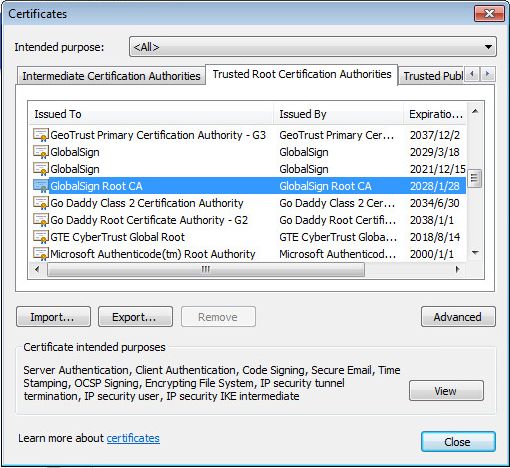 Certificates
Intended purpose: <All>
Intermediate Certification Authorities Trusted Root Certification Authorities Trusted Publ
Issued To Issued By Expiratio...
GeoTrust Primary Certification Authority - G3 GeoTrust Primary Cer... 2037/12/2
GlobalSign GlobalSign 2029/3/18
GlobalSign GlobalSign 2021/12/15
GlobalSign Root CA GlobalSign Root CA 2028/1/28
Go Daddy Class 2 Certification Authority Go Daddy Class 2 Cer... 2034/6/30
Go Daddy Root Certificate Authority - G2 Go Daddy Root Certifi... 2038/1/1
GTE CyberTrust Global Root GTE CyberTrust Globa... 2018/8/14
Microsoft Authenticode(tm) Root Authority Microsoft Authenticod... 2000/1/1
Import... Export... Remove Advanced
Certificate intended purposes
Server Authentication, Client Authentication, Code Signing, Secure Email, Time
Stamping, OCSP Signing, Encrypting File System, IP security tunnel
termination, IP security user, IP security IKE intermediate
View
Learn more about certificates
Close